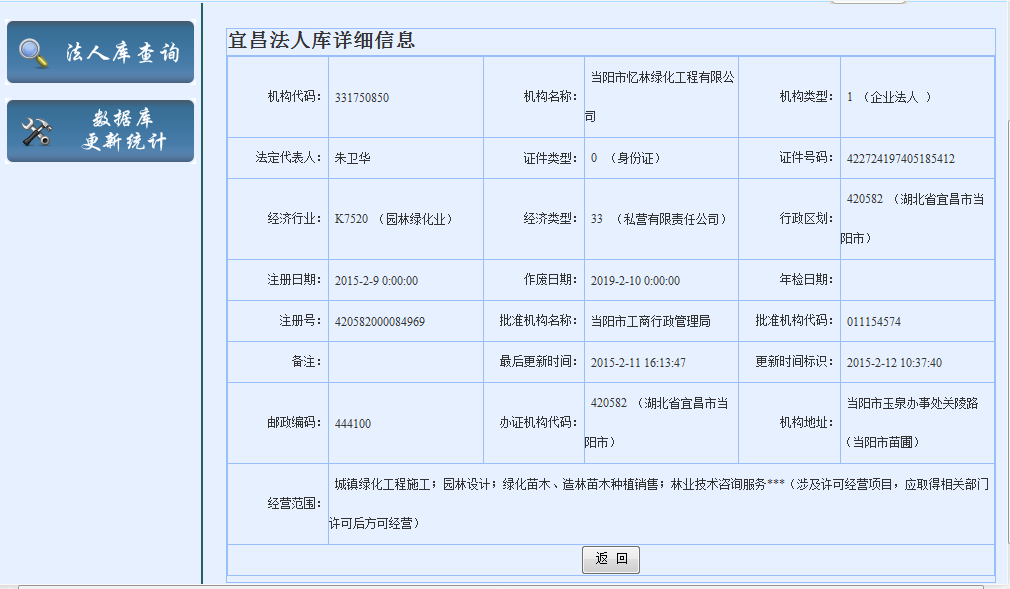 法人库查询
数据库
更新统计
宜昌法人库详细信息
机构代码： 331750850 机构名称： 当阳市忆林绿化工程有限公
司
机构类型： 1 （企业法人 ）
法定代表人： 朱卫华 证件类型： 0 （身份证） 证件号码： 422724197405185412
经济行业： K7520 （园林绿化业） 经济类型： 33 （私营有限责任公司） 行政区划： 420582 （湖北省宜昌市当
阳市）
注册日期： 2015-2-9 0:00:00 作废日期： 2019-2-10 0:00:00 年检日期：
注册号： 420582000084969 批准机构名称： 当阳市工商行政管理局 批准机构代码： 011154574
备注： 最后更新时间： 2015-2-11 16:13:47 更新时间标识： 2015-2-12 10:37:40
邮政编码： 444100 办证机构代码： 420582 （湖北省宜昌市当
阳市）
机构地址： 当阳市玉泉办事处关陵路
（当阳市苗圃）
经营范围： 城镇绿化工程施工；园林设计；绿化苗木、造林苗木种植销售；林业技术咨询服务***（涉及许可经营项目，应取得相关部门
许可后方可经营）
返 回